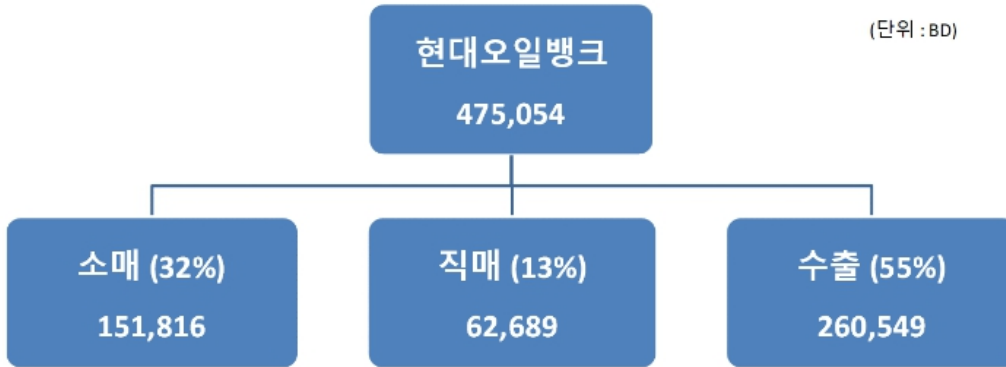 (단위 : BD)
현대오일뱅크
475,054
소매 (32%)
151,816
직매 (13%)
62,689
수출 (55%)
260,549